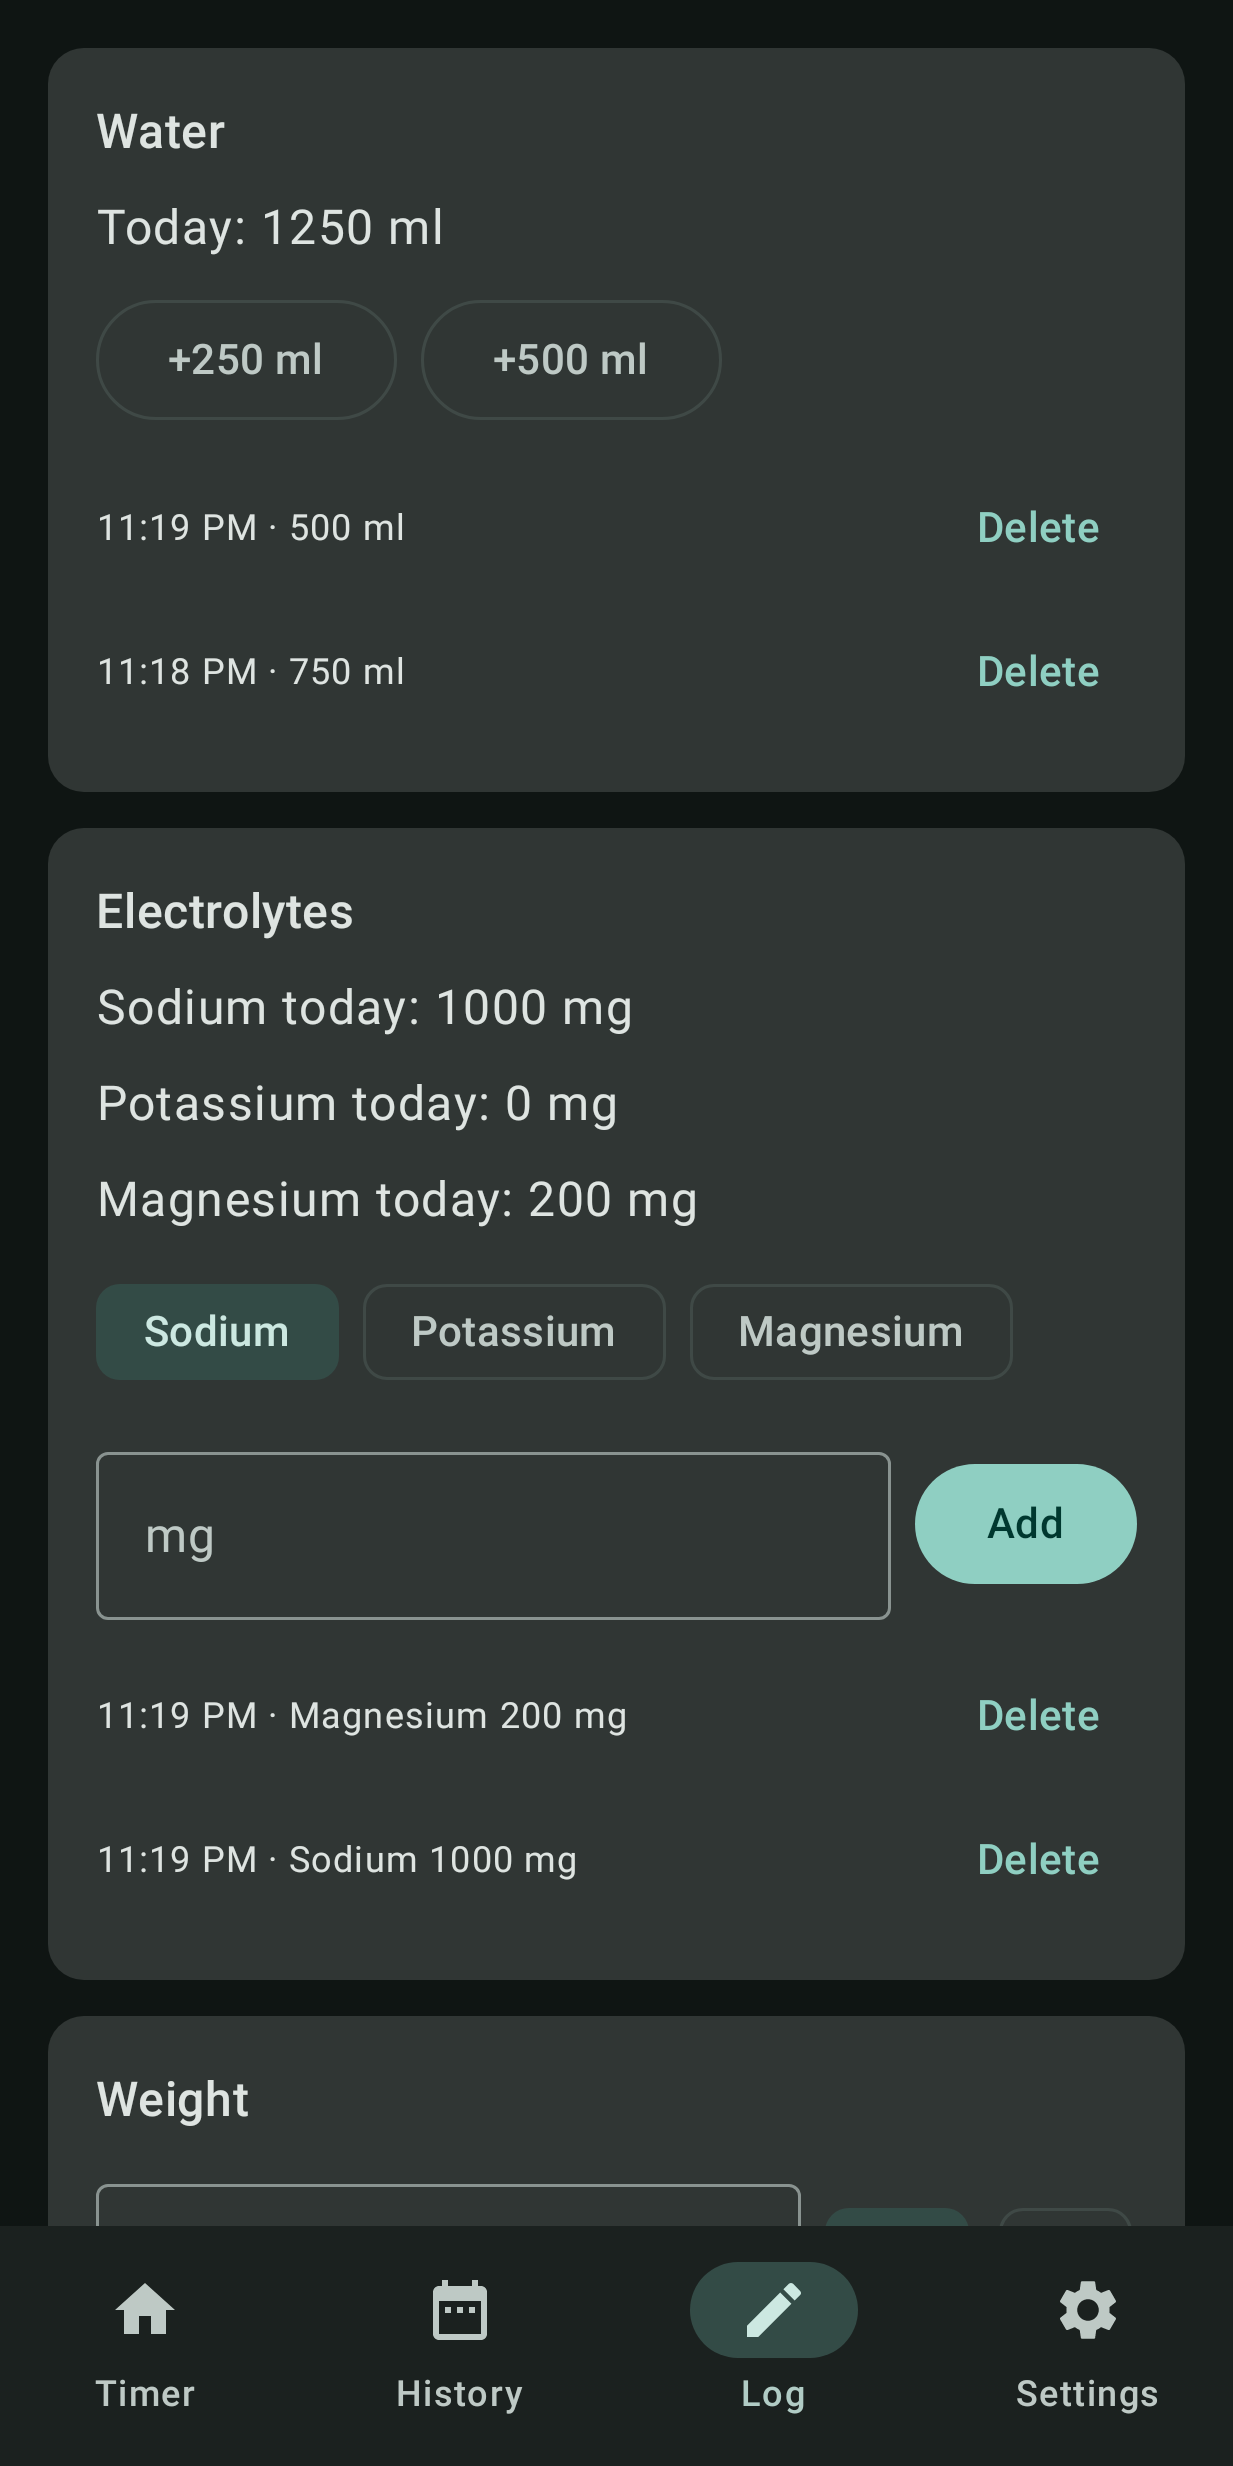 Water
Today: 1250 ml
+250 ml +500 ml
11:19 PM · 500 ml Delete
11:18 PM · 750 ml Delete
Electrolytes
Sodium today: 1000 mg
Potassium today: 0 mg
Magnesium today: 200 mg
Sodium Potassium Magnesium
mg Add
11:19 PM · Magnesium 200 mg Delete
11:19 PM · Sodium 1000 mg Delete
Weight
Timer History Log Settings